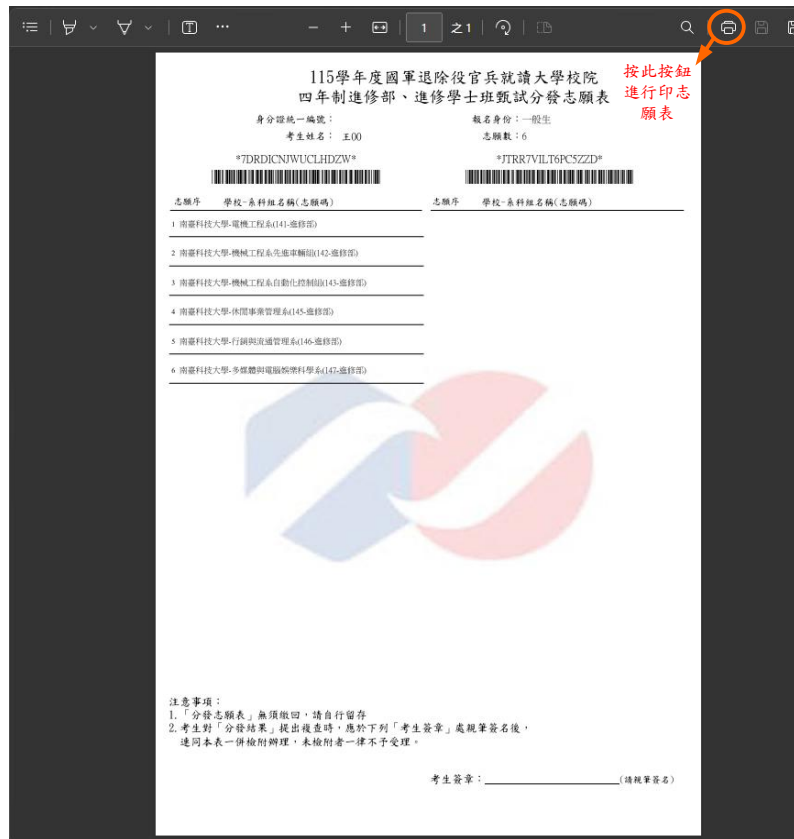 1 之1
按此按鈕
進行印志
願表
115學年度國軍退除役官兵就讀大學校院
四年制進修部、進修學士班甄試分發志願表
身分證統一編號：
報名身份：一般生
考生姓名： 王00
志願數：6
*7DRDICNJWUCLHDZW*
*JTRR7VILT6PC5ZZD*
志願序 學校-系科組名稱(志願碼)
志願序 學校-系科組名稱(志願碼)
1 南臺科技大學-電機工程系(141-進修部)
2 南臺科技大學-機械工程系先進車輛組(142-進修部)
3 南臺科技大學-機械工程系自動化控制組(143-進修部)
4 南臺科技大學-休閒事業管理系(145-進修部)
5 南臺科技大學-行銷與流通管理系(146-進修部)
6 南臺科技大學-多媒體與電腦娛樂科學系(147-進修部)
注意事項：
1.「分發志願表」無須繳回，請自行留存
2.考生對「分發結果」提出複查時，應於下列「考生簽章」處親筆簽名後，
連同本表一併檢附辦理，未檢附者一律不予受理。
考生簽章：＿＿＿＿＿＿＿＿(請親筆簽名)